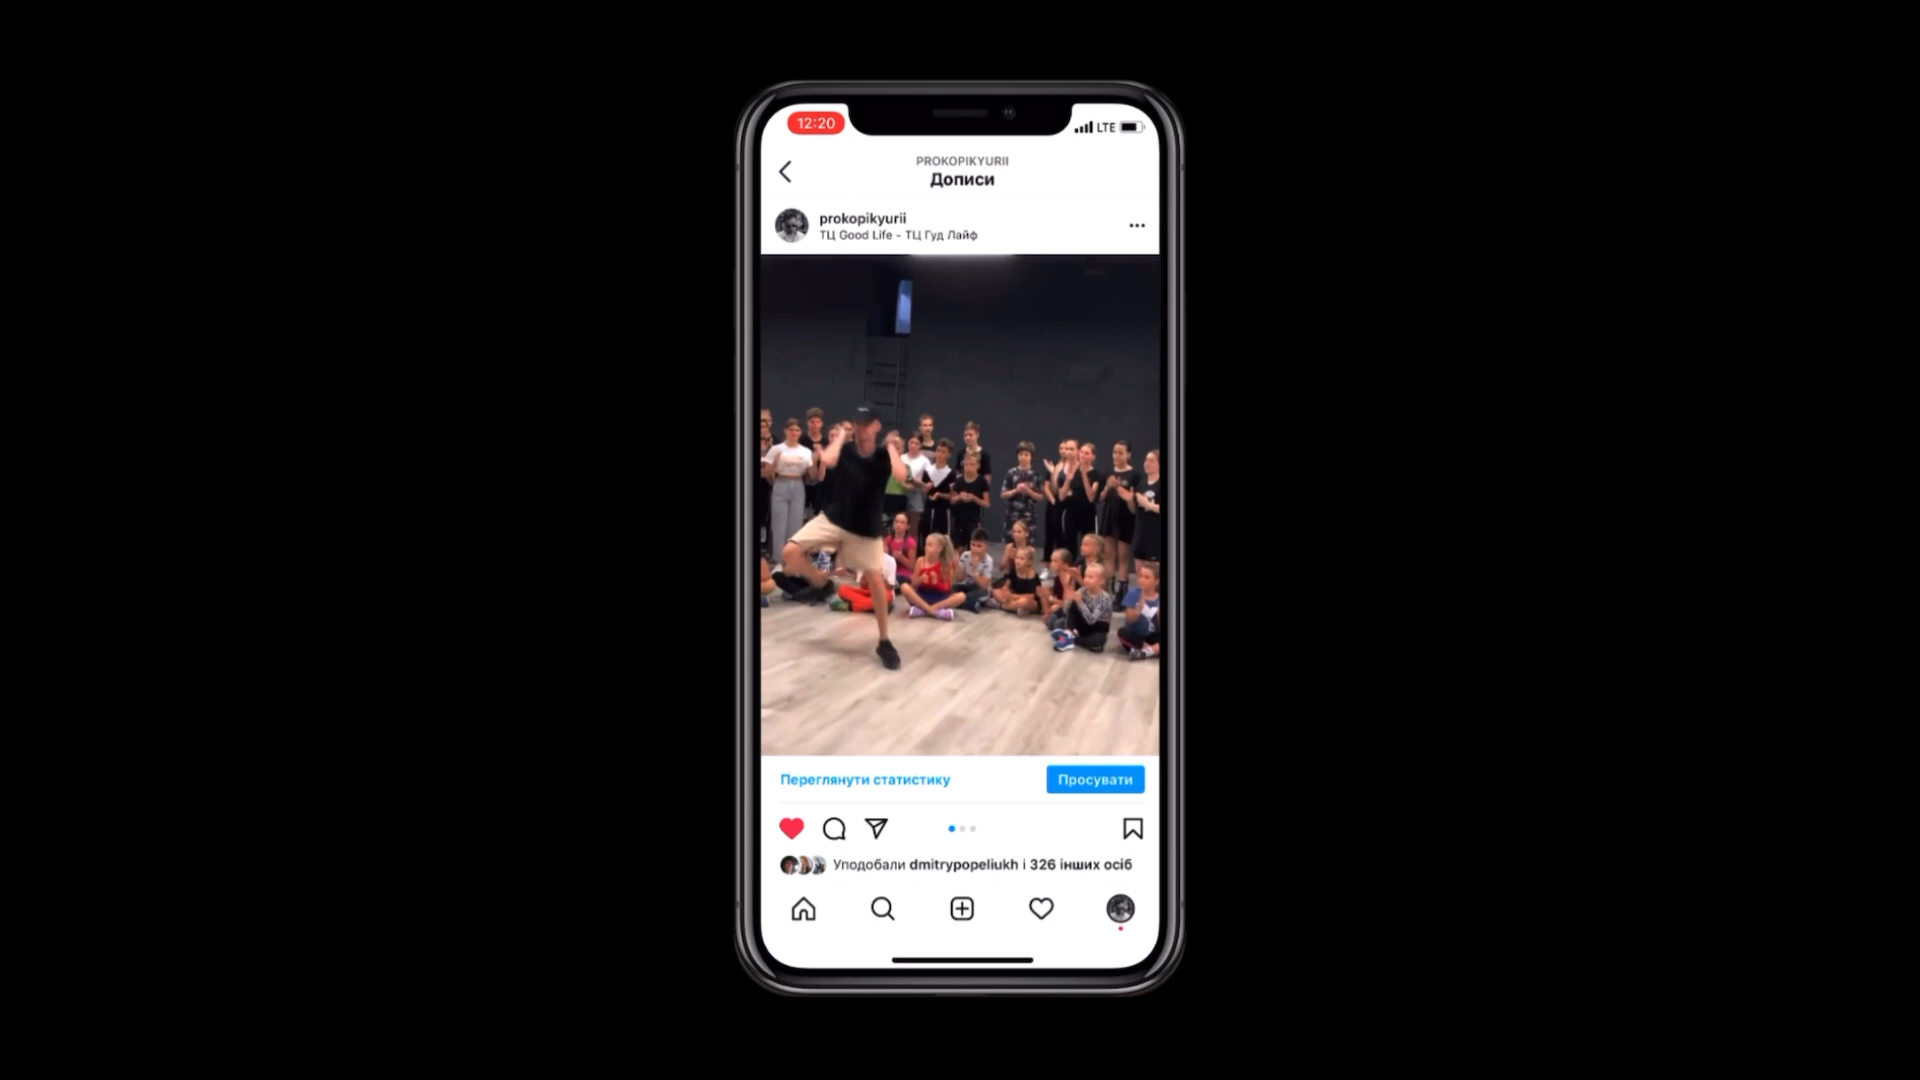 12:20
LTE
PROKOPIKYURII
Дописи
prokopikyurii
ТЦ Good Life - ТЦ Гуд Лайф
Переглянути статистику
Просувати
Уподобали dmitrypopeliukh і 326 інших осіб